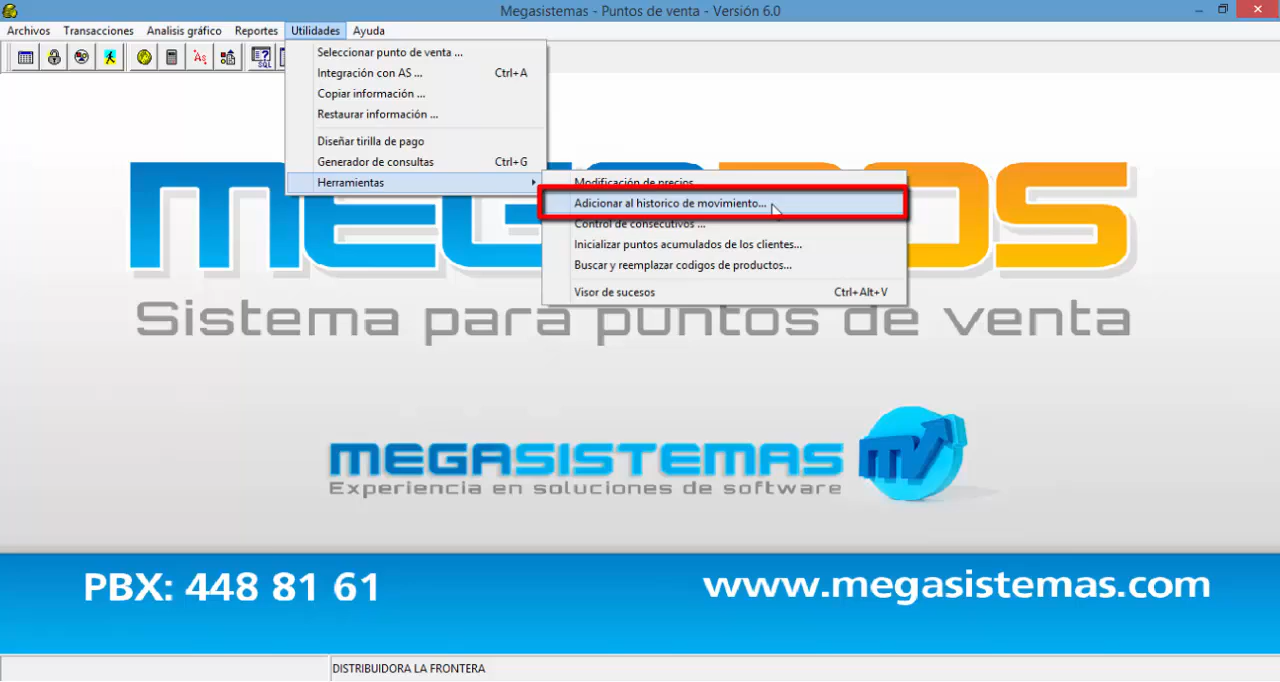 Megasistemas - Puntos de venta - Versión 6.0
Archivos Transacciones Analisis gráfico Reportes Utilidades Ayuda
Seleccionar punto de venta ...
Integración con AS ... Ctrl+A
Copiar información ...
Restaurar información ...
Diseñar tirilla de pago
Generador de consultas Ctrl+G
Herramientas
Modificación de precios
Adicionar al historico de movimiento...
Control de consecutivos ...
Inicializar puntos acumulados de los clientes...
Buscar y reemplazar codigos de productos...
Visor de sucesos Ctrl+Alt+V
Sistema para puntos de venta
MEGASISTEMAS
Experiencia en soluciones de software
PBX: 448 81 61
www.megasistemas.com
DISTRIBUIDORA LA FRONTERA